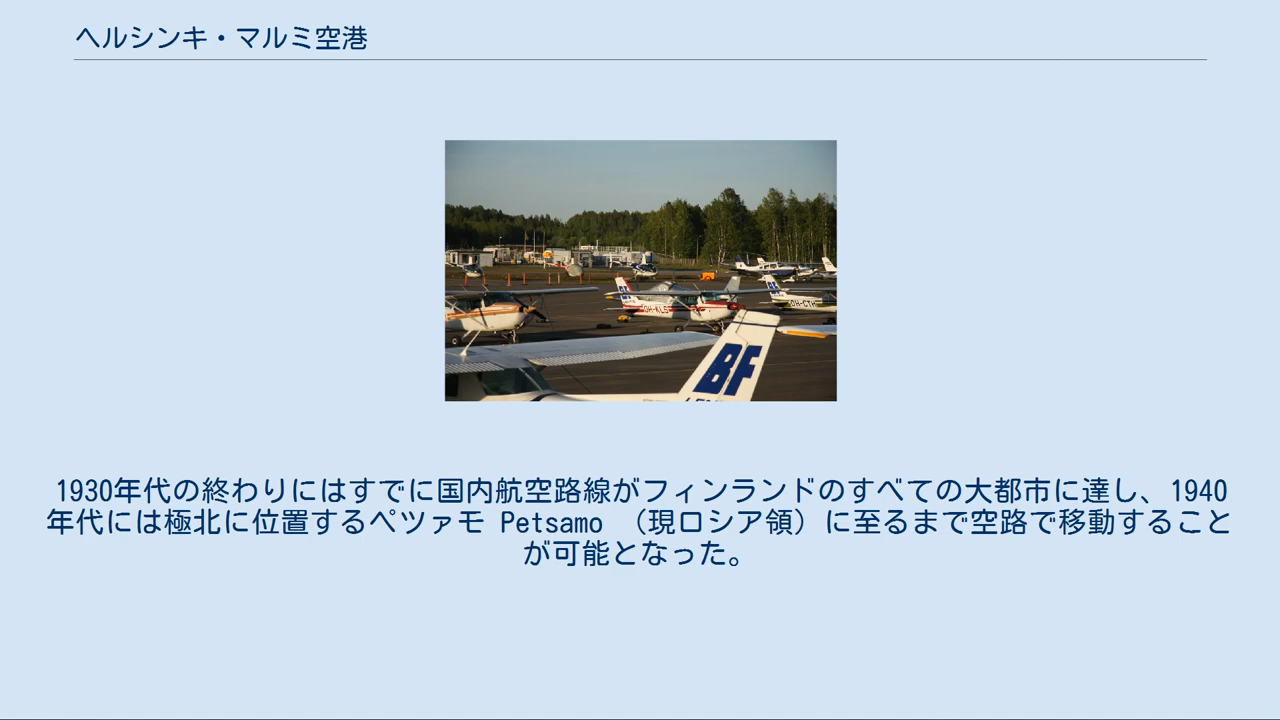 ヘルシンキ・マルミ空港
OH-KLS
OH-CTH
BF
1930年代の終わりにはすでに国内航空路線がフィンランドのすべての大都市に達し、1940
年代には極北に位置するペツァモ Petsamo （現ロシア領）に至るまで空路で移動すること
が可能となった。